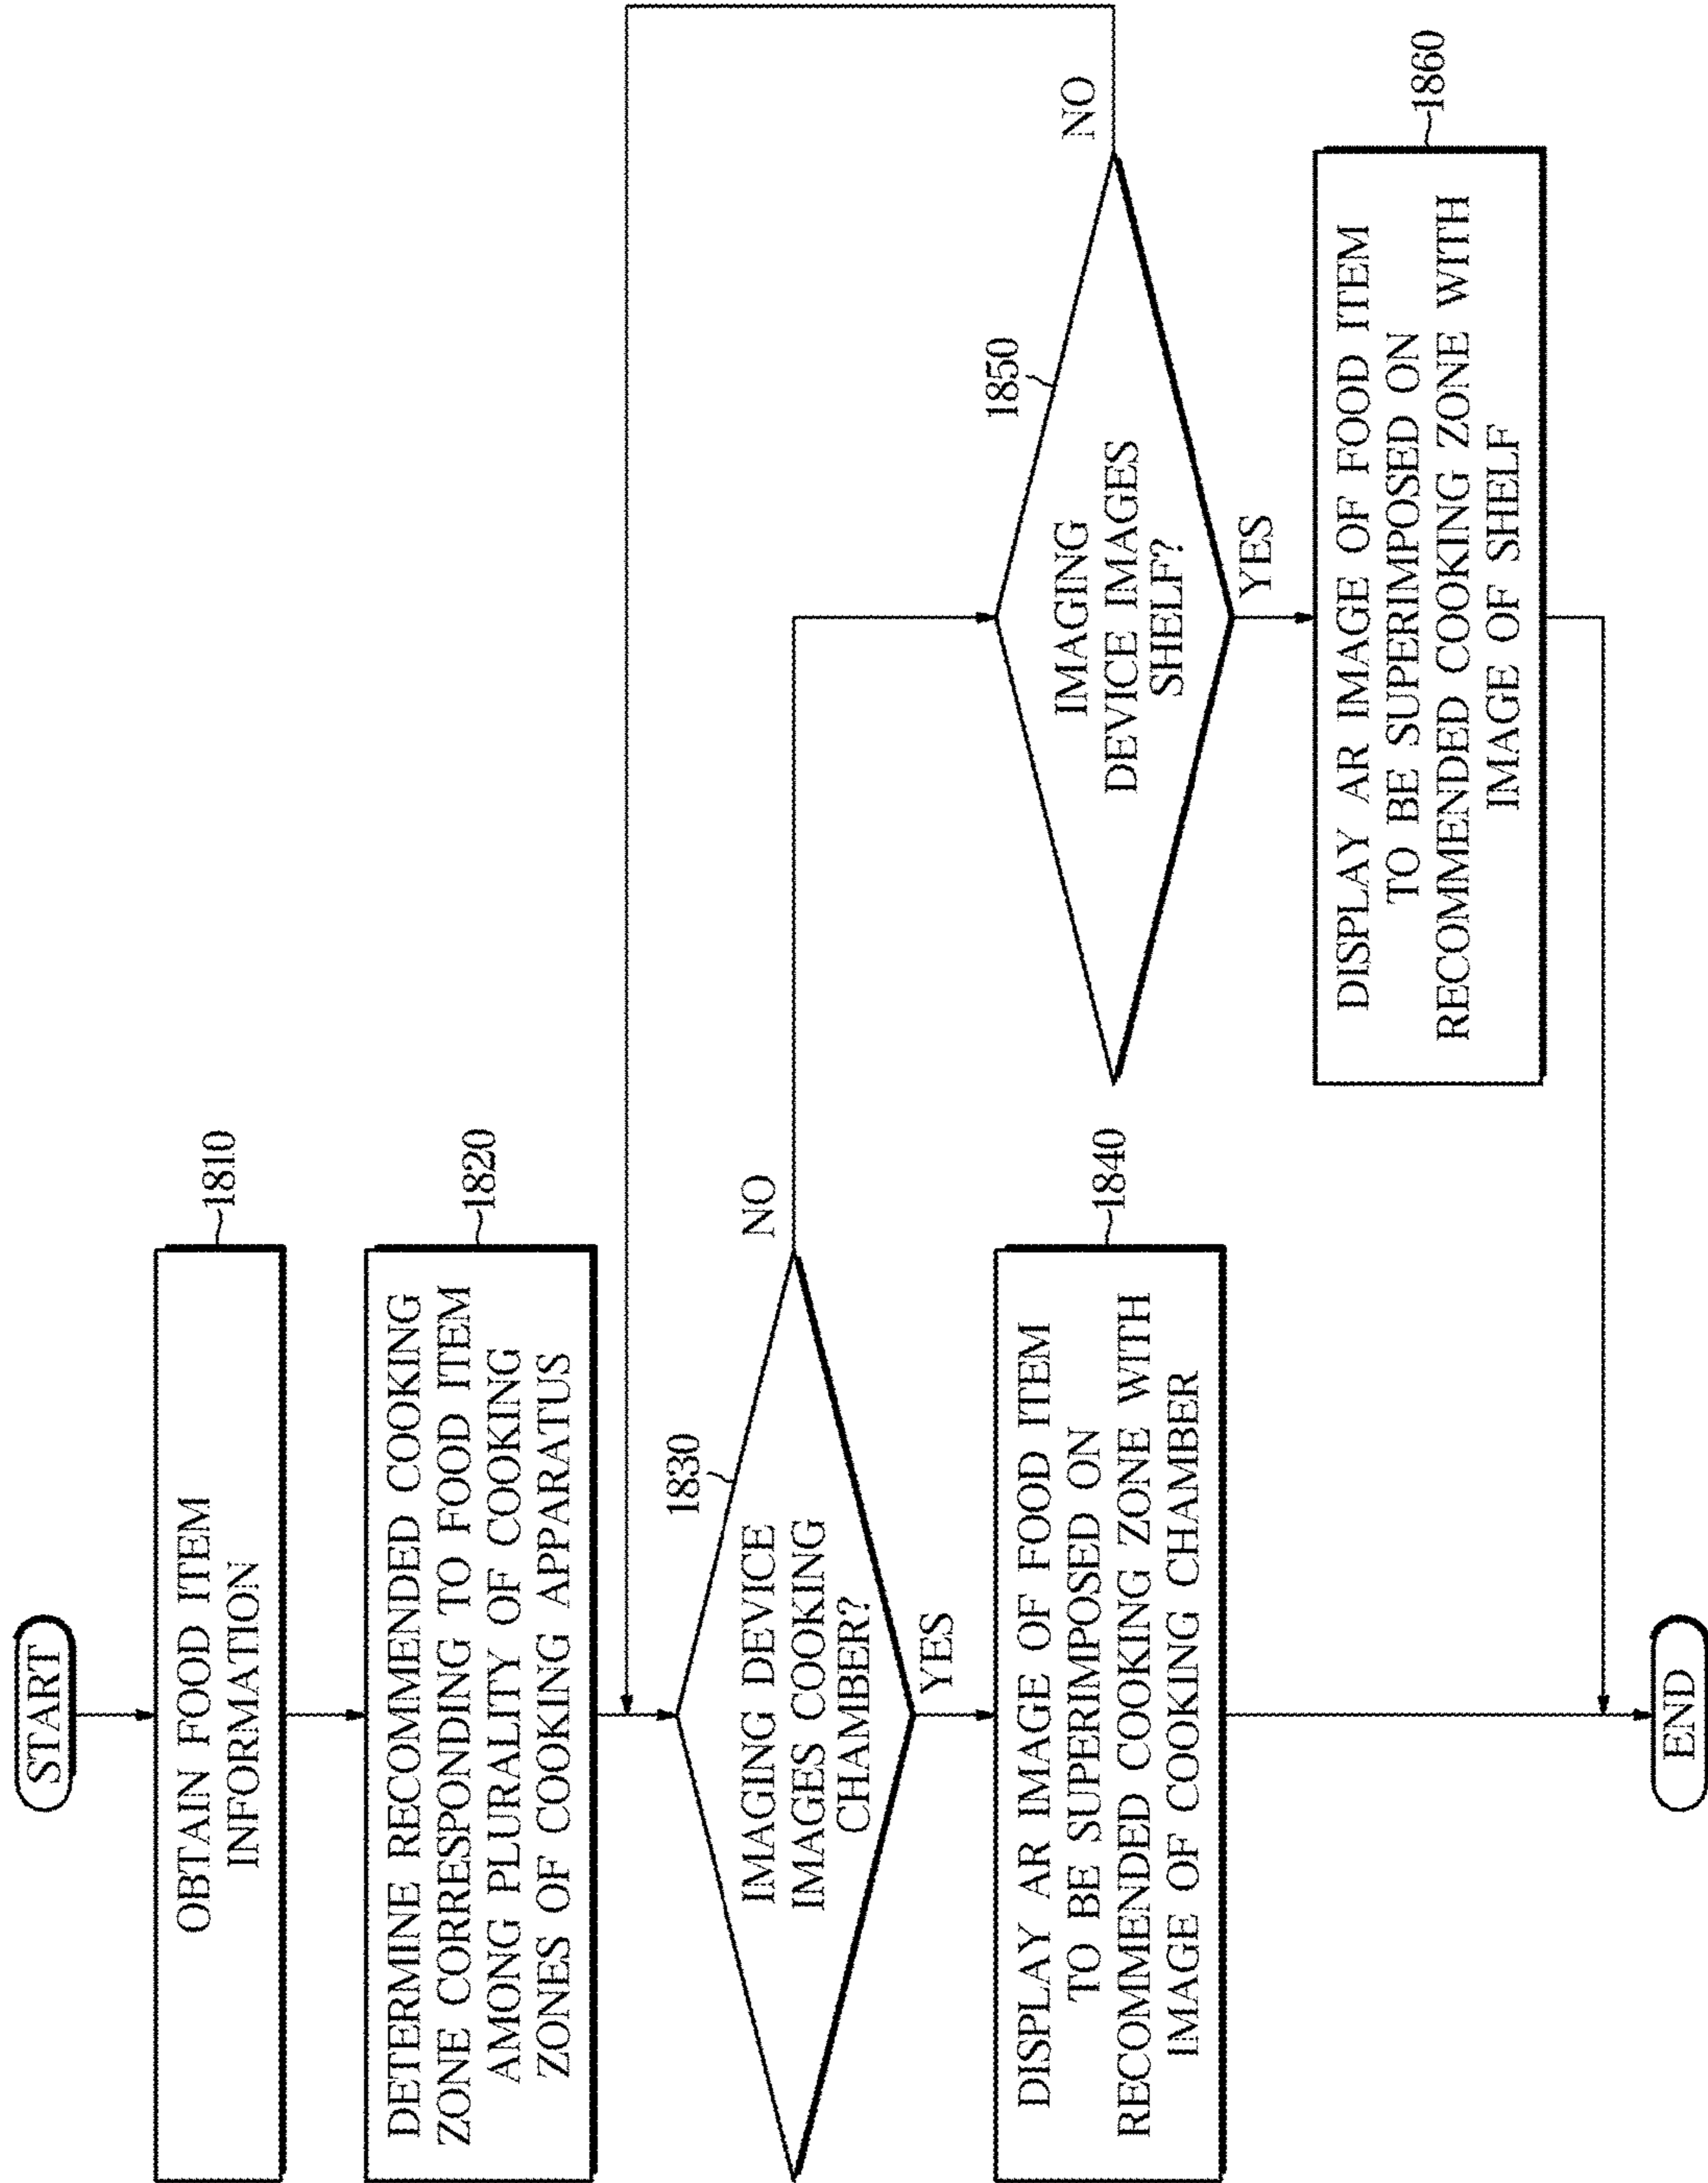 START
OBTAIN FOOD ITEM
INFORMATION
1810
DETERMINE RECOMMENDED COOKING
ZONE CORRESPONDING TO FOOD ITEM
AMONG PLURALITY OF COOKING
ZONES OF COOKING APPARATUS
1820
IMAGING DEVICE
IMAGES COOKING
CHAMBER?
1830
NO
YES
DISPLAY AR IMAGE OF FOOD ITEM
TO BE SUPERIMPOSED ON
RECOMMENDED COOKING ZONE WITH
IMAGE OF COOKING CHAMBER
1840
IMAGING
DEVICE IMAGES
SHELF?
1850
NO
YES
DISPLAY AR IMAGE OF FOOD ITEM
TO BE SUPERIMPOSED ON
RECOMMENDED COOKING ZONE WITH
IMAGE OF SHELF
1860
END